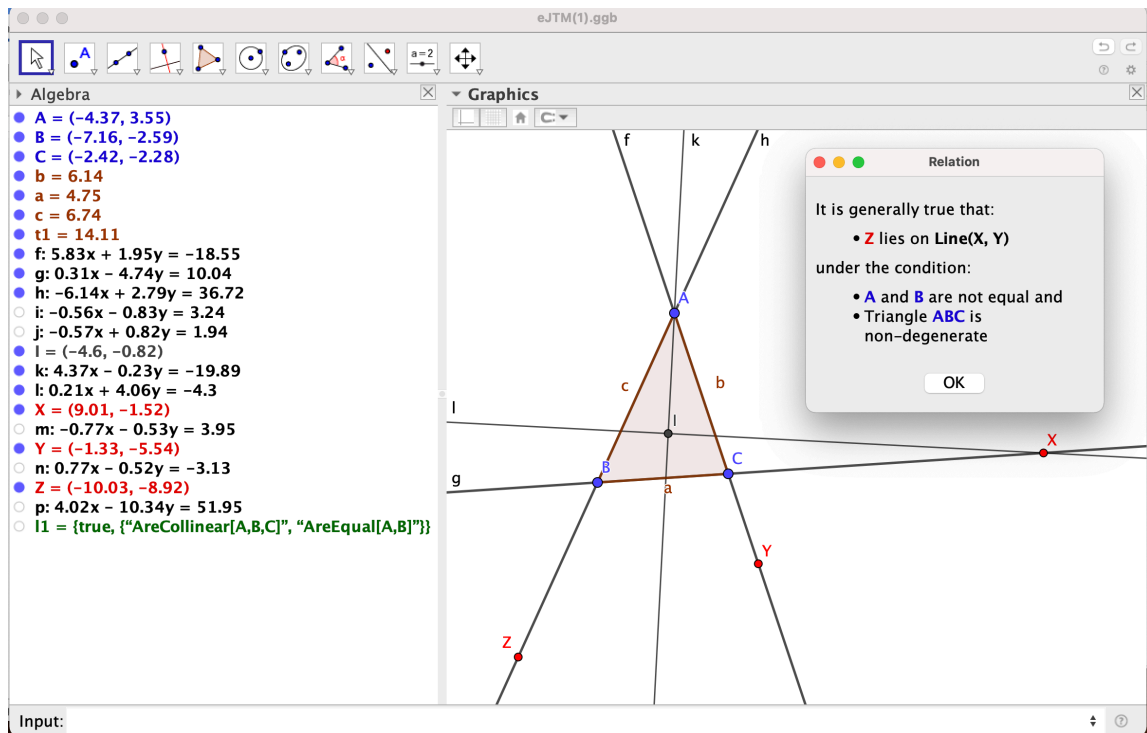 eJTM(1).ggb
A
α
a=2
Algebra
Graphics
A = (−4.37, 3.55)
B = (−7.16, −2.59)
C = (−2.42, −2.28)
b = 6.14
a = 4.75
c = 6.74
t1 = 14.11
f: 5.83x + 1.95y = −18.55
g: 0.31x − 4.74y = 10.04
h: −6.14x + 2.79y = 36.72
i: −0.56x − 0.83y = 3.24
j: −0.57x + 0.82y = 1.94
I = (−4.6, −0.82)
k: 4.37x − 0.23y = −19.89
l: 0.21x + 4.06y = −4.3
X = (9.01, −1.52)
m: −0.77x − 0.53y = 3.95
Y = (−1.33, −5.54)
n: 0.77x − 0.52y = −3.13
Z = (−10.03, −8.92)
p: 4.02x − 10.34y = 51.95
l1 = {true, {“AreCollinear[A,B,C]”, “AreEqual[A,B]”}}
f
k
h
A
c
b
l
I
B
C
a
g
X
Y
Z
Relation
It is generally true that:
• Z lies on Line(X, Y)
under the condition:
• A and B are not equal and
• Triangle ABC is
non-degenerate
OK
Input: